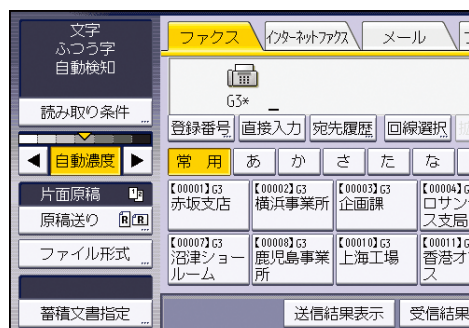 文字
ふつう字
自動検知
読み取り条件
自動濃度
片面原稿
原稿送り
ファイル形式
蓄積文書指定
ファクス
インターネットファクス
メール
G3*
登録番号
直接入力
宛先履歴
回線選択
常用
あ
か
さ
た
な
【00001】G3
赤坂支店
【00002】G3
横浜事業所
【00003】G3
企画課
【00004】G
ロサン
ス支局
【00007】G3
沼津ショー
ルーム
【00008】G3
鹿児島事業
所
【00010】G3
上海工場
【00011】G
香港オ
ス
送信結果表示
受信結果